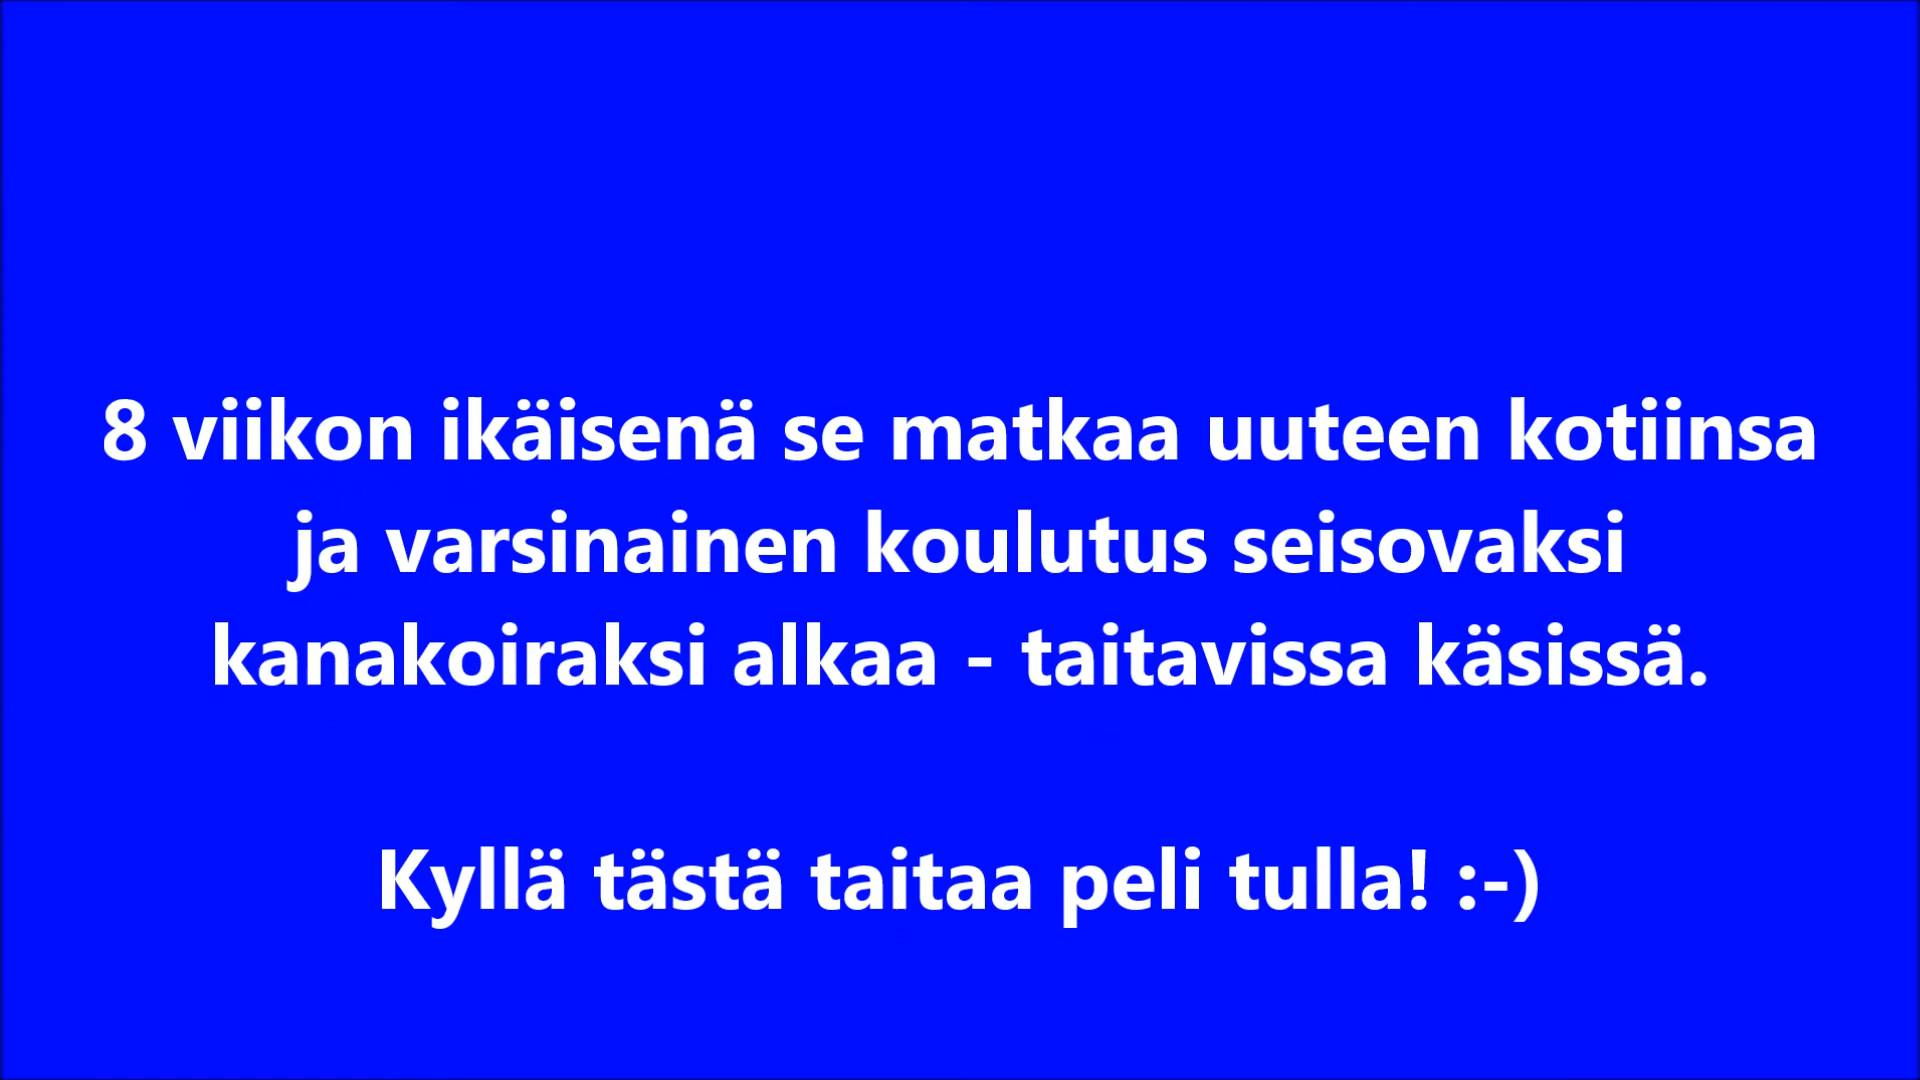 8 viikon ikäisenä se matkaa uuteen kotiinsa
ja varsinainen koulutus seisovaksi
kanakoiraksi alkaa - taitavissa käsissä.
Kyllä tästä taitaa peli tulla! :-)